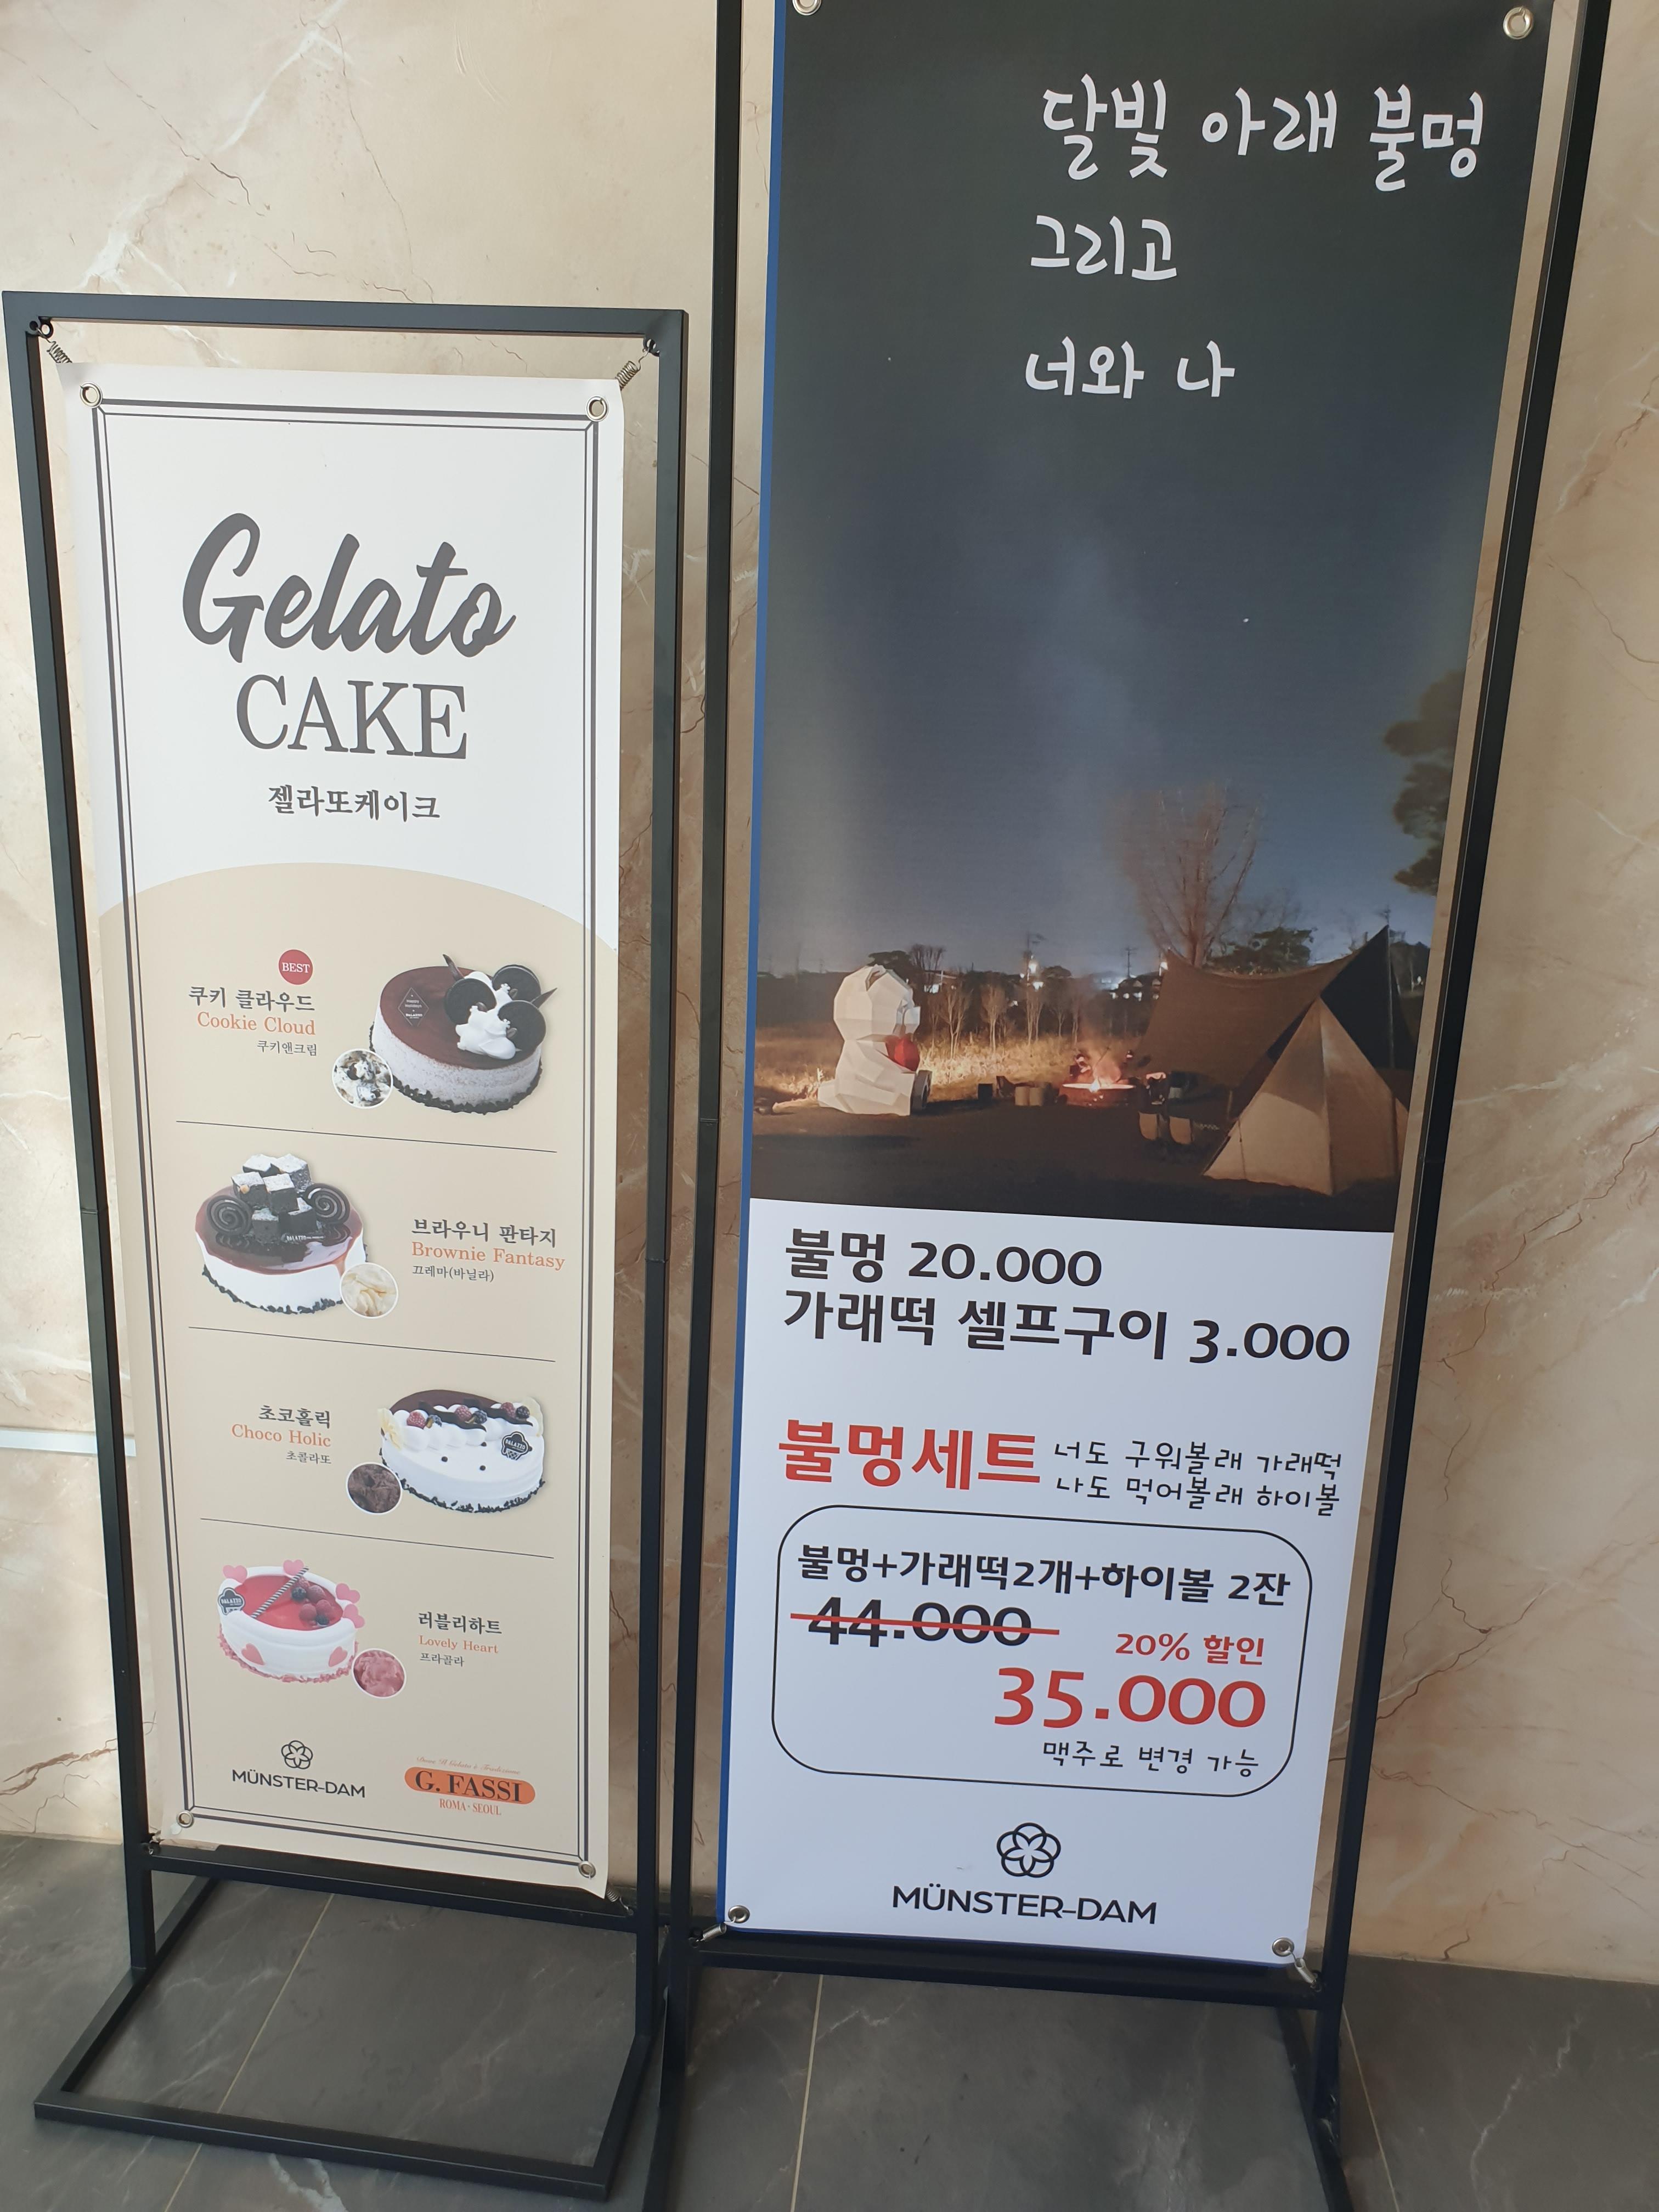 Gelato
CAKE
젤라또케이크
BEST
쿠키 클라우드
Cookie Cloud
쿠키앤크림
브라우니 판타지
Brownie Fantasy
끄레마(바닐라)
초코홀릭
Choco Holic
초콜라또
러블리하트
Lovely Heart
프라골라
MÜNSTER-DAM
G. FASSI
ROMA · SEOUL
달빛 아래 불멍
그리고
너와 나
불멍 20.000
가래떡 셀프구이 3.000
불멍세트
너도 구워볼래 가래떡
나도 먹어볼래 하이볼
불멍+가래떡2개+하이볼 2잔
44.000
20% 할인
35.000
맥주로 변경 가능
MÜNSTER-DAM